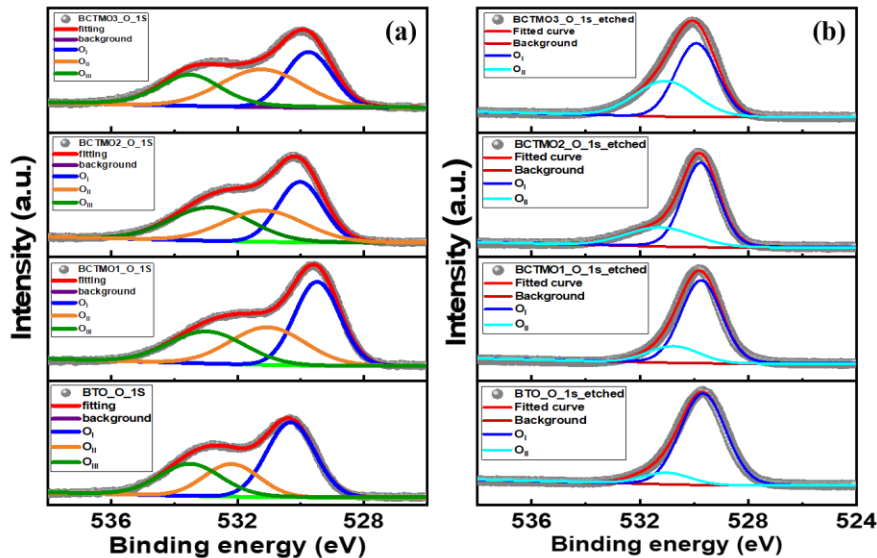 (a)
Intensity (a.u.)
BCTMO3_O_1S
fitting
background
OI
OII
OIII
BCTMO2_O_1S
fitting
background
OI
OII
OIII
BCTMO1_O_1S
fitting
background
OI
OII
OIII
BTO_O_1S
fitting
background
OI
OII
OIII
536 532 528
Binding energy (eV)
(b)
Intensity (a.u.)
BCTMO3_O_1s_etched
Fitted curve
Background
OI
OII
BCTMO2_O_1s_etched
Fitted curve
Background
OI
OII
BCTMO1_O_1s_etched
Fitted curve
Background
OI
OII
BTO_O_1s_etched
Fitted curve
Background
OI
OII
536 532 528 524
Binding energy (eV)